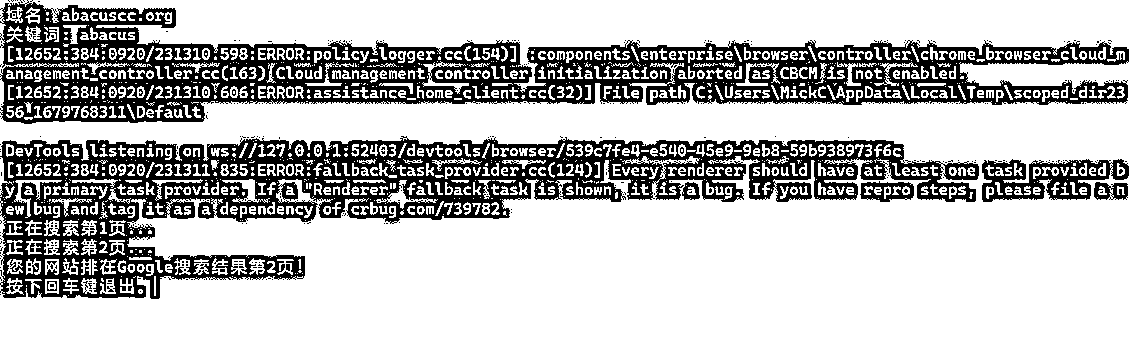 域名: abacuscc.org
关键词: abacus
[12652:384:0920/231310.598:ERROR:policy_logger.cc(154)] :components\enterprise\browser\controller\chrome_browser_cloud_m
anagement_controller.cc(163) Cloud management controller initialization aborted as CBCM is not enabled.
[12652:384:0920/231310.606:ERROR:assistance_home_client.cc(32)] File path C:\Users\MickC\AppData\Local\Temp\scoped_dir23
56_1679768311\Default
DevTools listening on ws://127.0.0.1:52403/devtools/browser/539c7fe4-e540-45e9-9eb8-59b938973f6c
[12652:384:0920/231311.835:ERROR:fallback_task_provider.cc(124)] Every renderer should have at least one task provided b
y a primary task provider. If a "Renderer" fallback task is shown, it is a bug. If you have repro steps, please file a n
ew bug and tag it as a dependency of crbug.com/739782.
正在搜索第1页...
正在搜索第2页...
您的网站排在Google搜索结果第2页!
按下回车键退出。